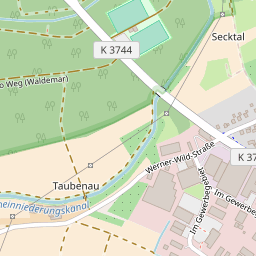 Secktal
K 3744
o Weg (Waldemar)
K 37
Werner-Wild-Straße
Im Gewerbegebiet
Im Gewerbe
Taubenau
einniederungskanal